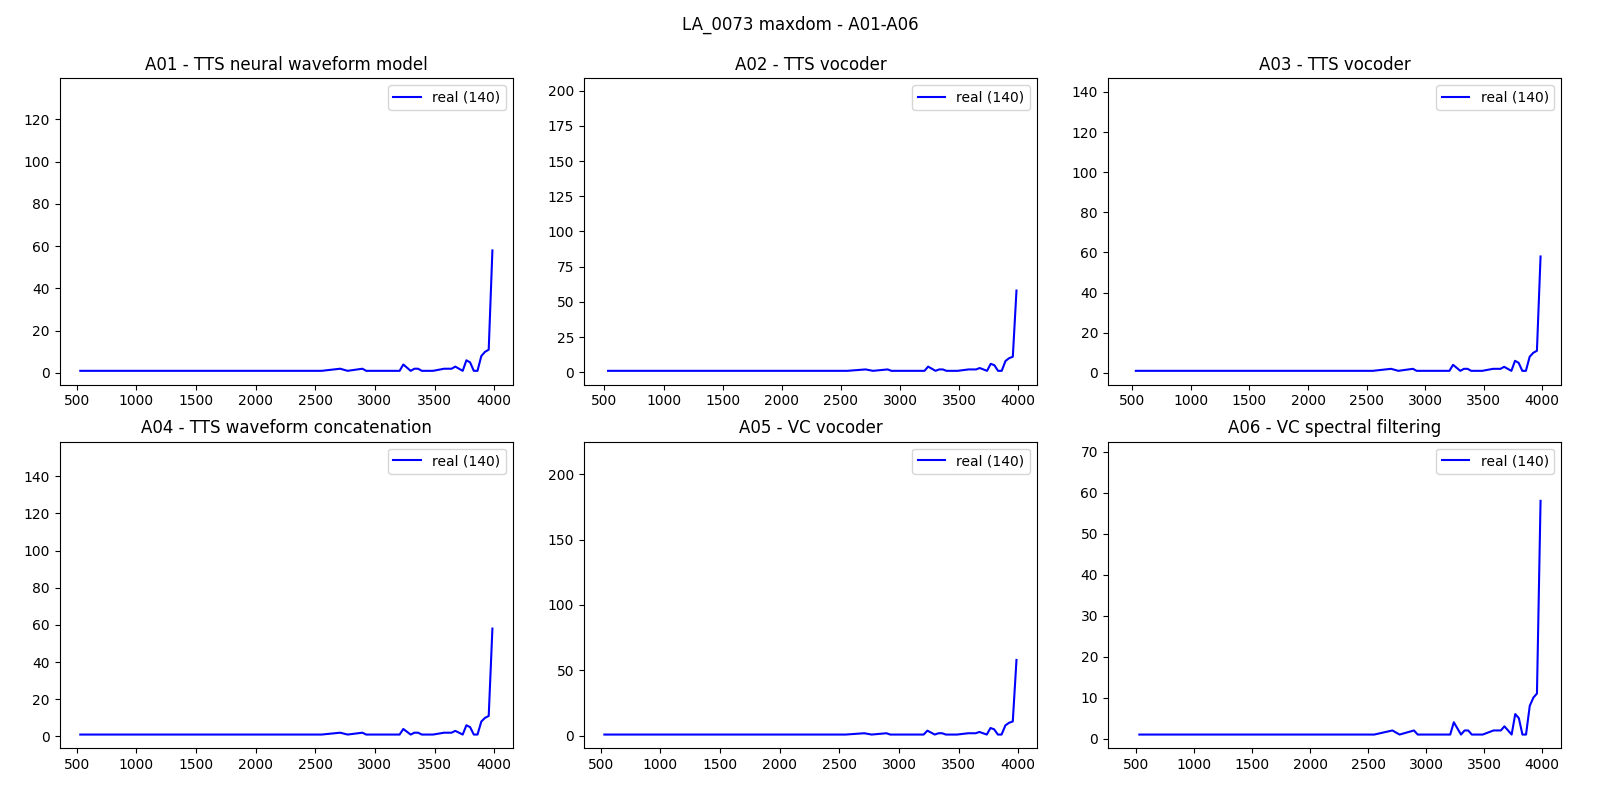 LA_0073 maxdom - A01-A06
A01 - TTS neural waveform model
real (140)
120
100
80
60
40
20
0
500 1000 1500 2000 2500 3000 3500 4000
A02 - TTS vocoder
real (140)
200
175
150
125
100
75
50
25
0
500 1000 1500 2000 2500 3000 3500 4000
A03 - TTS vocoder
real (140)
140
120
100
80
60
40
20
0
500 1000 1500 2000 2500 3000 3500 4000
A04 - TTS waveform concatenation
real (140)
140
120
100
80
60
40
20
0
500 1000 1500 2000 2500 3000 3500 4000
A05 - VC vocoder
real (140)
200
150
100
50
0
500 1000 1500 2000 2500 3000 3500 4000
A06 - VC spectral filtering
real (140)
70
60
50
40
30
20
10
0
500 1000 1500 2000 2500 3000 3500 4000